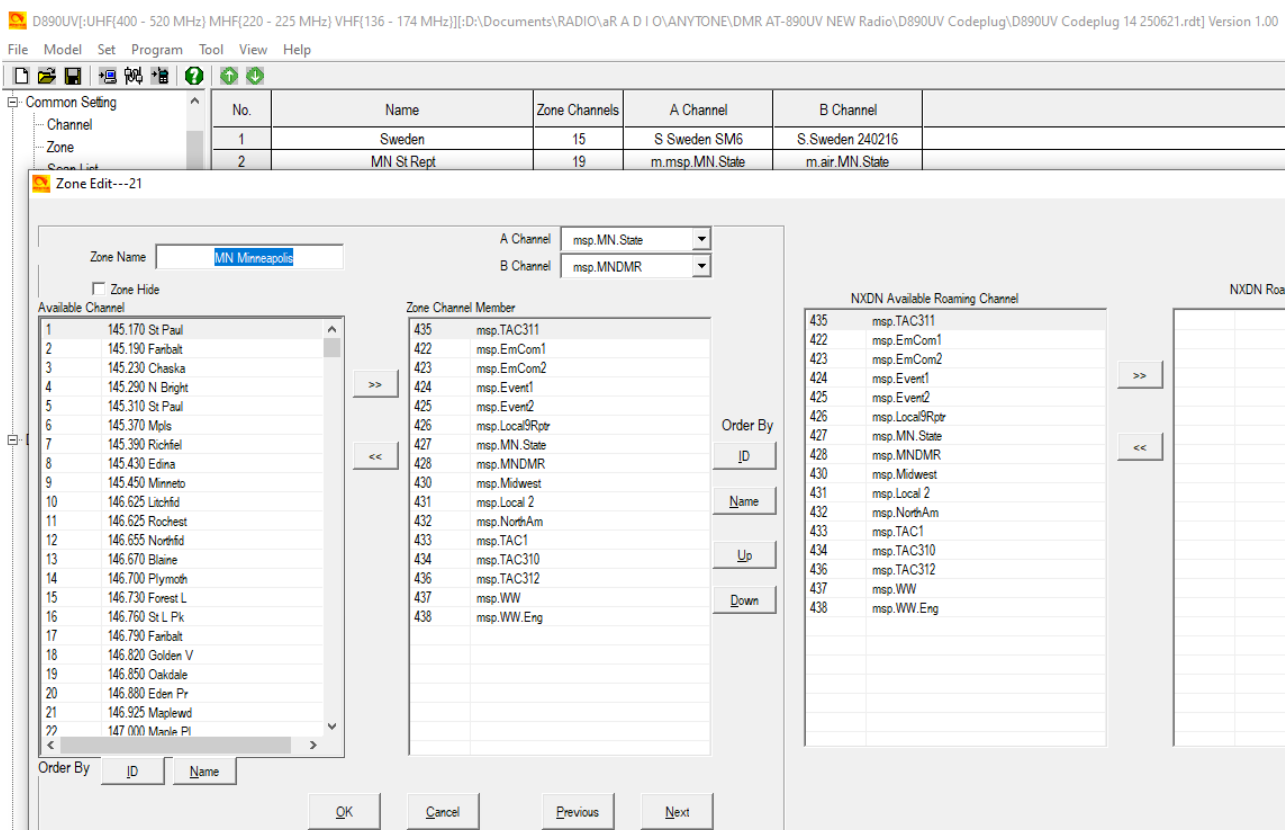 D890UV[:UHF{400 - 520 MHz} MHF{220 - 225 MHz} VHF{136 - 174 MHz}][:D:\Documents\RADIO\aR A D I O\ANYTONE\DMR AT-890UV NEW Radio\D890UV Codeplug\D890UV Codeplug 14 250621.rdt] Version 1.00
File Model Set Program Tool View Help
Common Setting
Channel
Zone
Scan List
No. Name Zone Channels A Channel B Channel
1 Sweden 15 S Sweden SM6 S.Sweden 240216
2 MN St Rept 19 m.msp.MN.State m.air.MN.State
Zone Edit---21
Zone Name MN Minneapolis
Zone Hide
A Channel msp.MN.State
B Channel msp.MNDMR
Available Channel
1 145.170 St Paul
2 145.190 Faribalt
3 145.230 Chaska
4 145.290 N Bright
5 145.310 St Paul
6 145.370 Mpls
7 145.390 Richfiel
8 145.430 Edina
9 145.450 Minneto
10 146.625 Litchfid
11 146.625 Rochest
12 146.655 Northfid
13 146.670 Blaine
14 146.700 Plymoth
15 146.730 Forest L
16 146.760 St L Pk
17 146.790 Faribalt
18 146.820 Golden V
19 146.850 Oakdale
20 146.880 Eden Pr
21 146.925 Maplewd
22 147.000 Maple Pl
Order By ID Name
>>
<<
Zone Channel Member
435 msp.TAC311
422 msp.EmCom1
423 msp.EmCom2
424 msp.Event1
425 msp.Event2
426 msp.Local9Rptr
427 msp.MN.State
428 msp.MNDMR
430 msp.Midwest
431 msp.Local 2
432 msp.NorthAm
433 msp.TAC1
434 msp.TAC310
436 msp.TAC312
437 msp.WW
438 msp.WW.Eng
Order By
ID
Name
Up
Down
NXDN Available Roaming Channel
435 msp.TAC311
422 msp.EmCom1
423 msp.EmCom2
424 msp.Event1
425 msp.Event2
426 msp.Local9Rptr
427 msp.MN.State
428 msp.MNDMR
430 msp.Midwest
431 msp.Local 2
432 msp.NorthAm
433 msp.TAC1
434 msp.TAC310
436 msp.TAC312
437 msp.WW
438 msp.WW.Eng
>>
<<
NXDN Roa
OK Cancel Previous Next